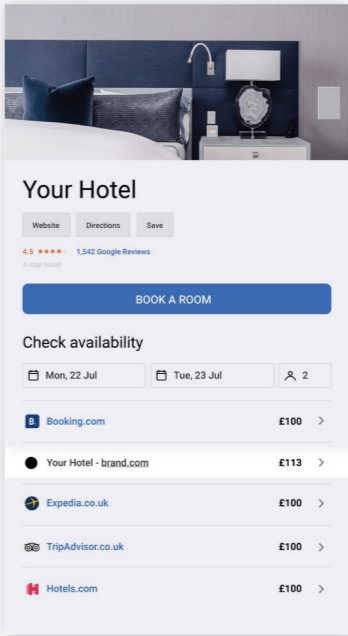 Your Hotel
Website Directions Save
4.5 ★★★★★ 1,542 Google Reviews
4-star hotel
BOOK A ROOM
Check availability
Mon, 22 Jul Tue, 23 Jul 2
B. Booking.com £100 >
Your Hotel - brand.com £113 >
Expedia.co.uk £100 >
TripAdvisor.co.uk £100 >
H Hotels.com £100 >